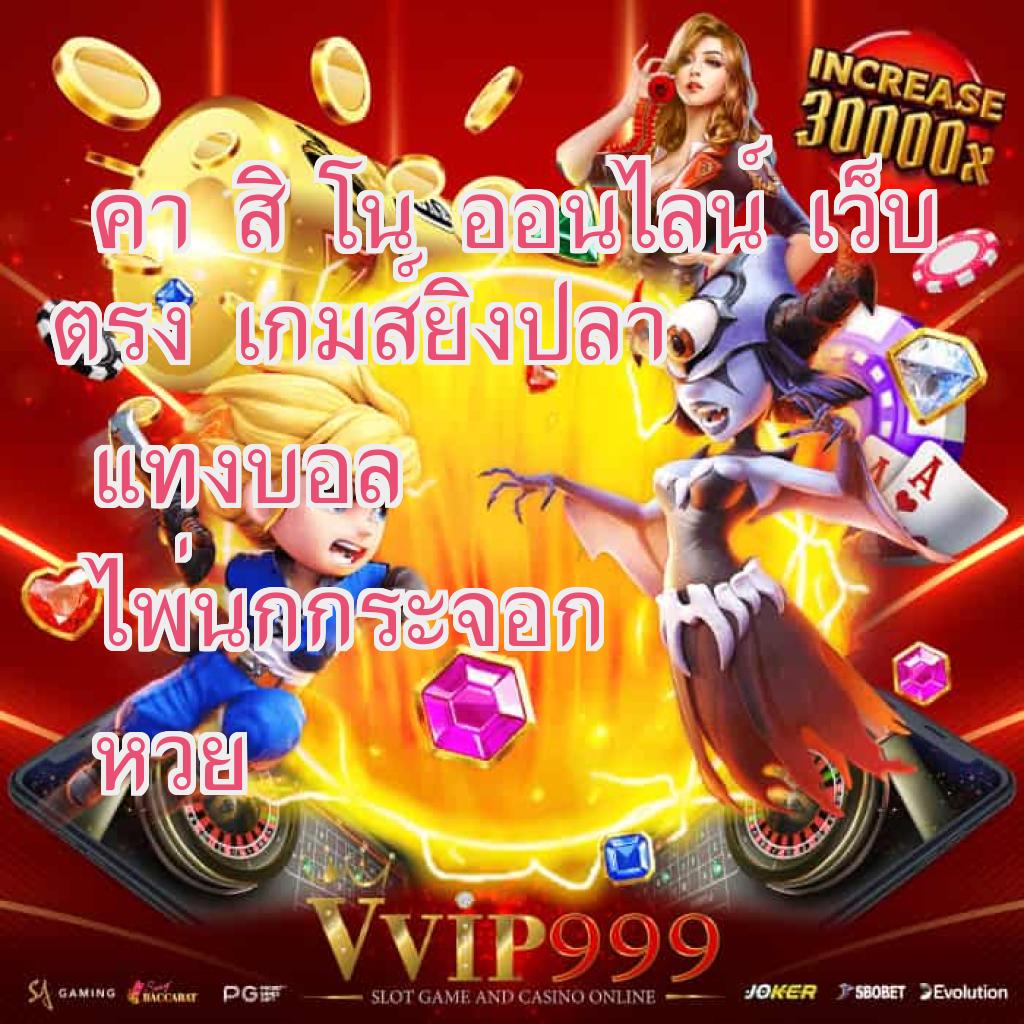 INCREASE
30000x
คา สิ โน ออนไลน์ เว็บ
ตรง เกมส์ยิงปลา
แทงบอล
ไพ่นกกระจอก
หวย
A
A
VVIP999
SLOT GAME AND CASINO ONLINE
SA GAMING
Sexy BACCARAT
PG
JOKER
SBOBET
Evolution